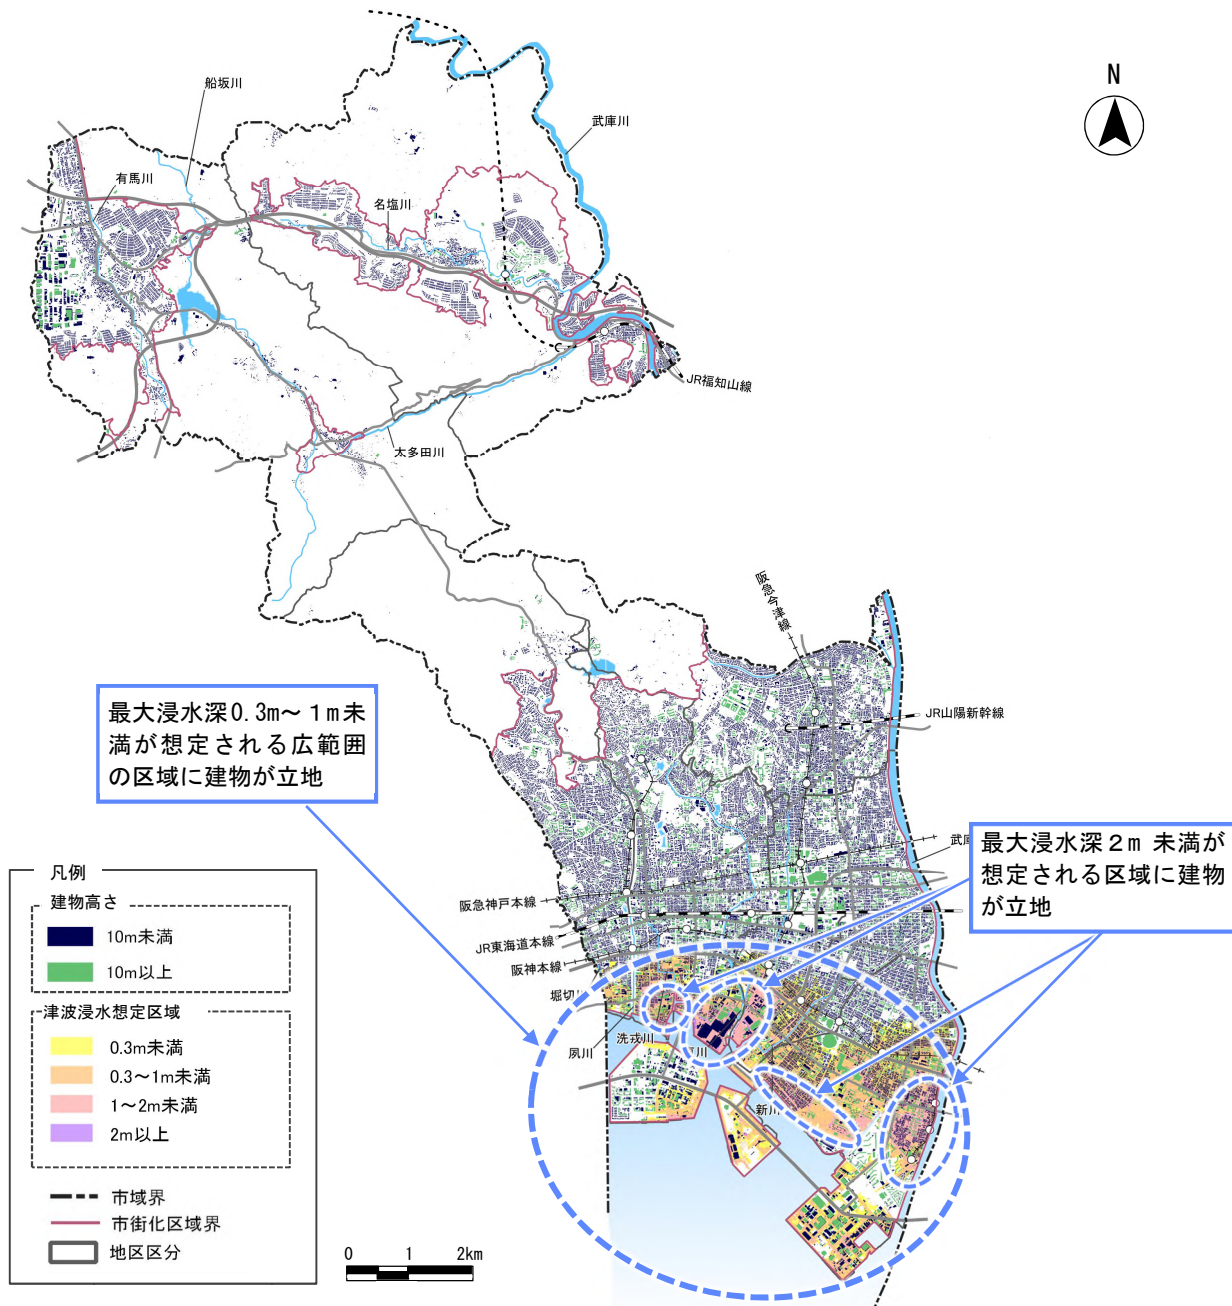 N
船坂川
武庫川
有馬川
名塩川
JR福知山線
太多田川
阪急今津線
JR山陽新幹線
最大浸水深0.3m～1m未
満が想定される広範囲
の区域に建物が立地
最大浸水深2m 未満が
想定される区域に建物
が立地
阪急神戸本線
JR東海道本線
阪神本線
堀切
夙川
洗戎川
川
新川
凡例
建物高さ
10m未満
10m以上
津波浸水想定区域
0.3m未満
0.3～1m未満
1～2m未満
2m以上
市域界
市街化区域界
地区区分
0 1 2km